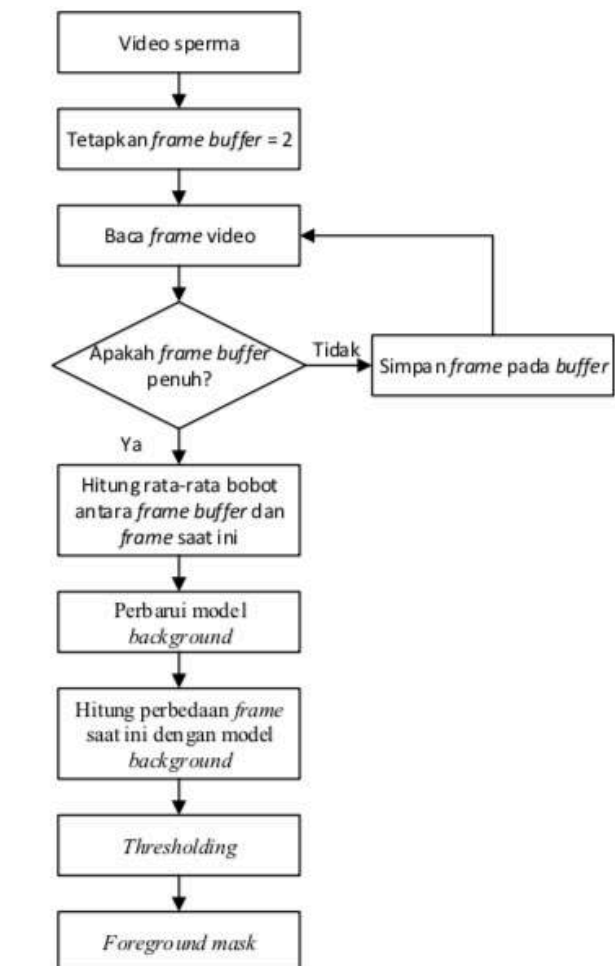 Video sperma
Tetapkan frame buffer = 2
Baca frame video
Apakah frame buffer
penuh?
Tidak
Simpan frame pada buffer
Ya
Hitung rata-rata bobot
antara frame buffer dan
frame saat ini
Perbarui model
background
Hitung perbedaan frame
saat ini dengan model
background
Thresholding
Foreground mask